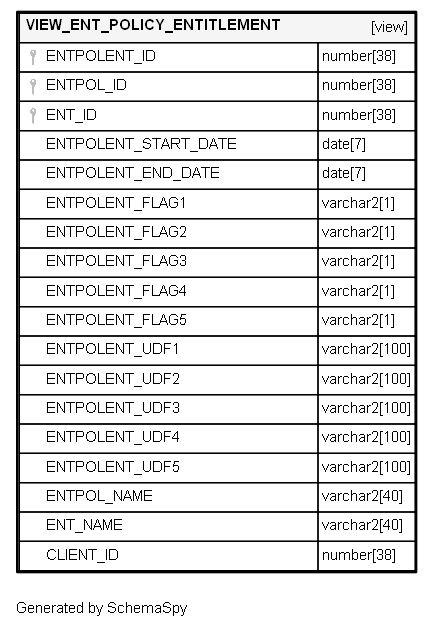 VIEW_ENT_POLICY_ENTITLEMENT [view]
ENTPOLENT_ID number[38]
ENTPOL_ID number[38]
ENT_ID number[38]
ENTPOLENT_START_DATE date[7]
ENTPOLENT_END_DATE date[7]
ENTPOLENT_FLAG1 varchar2[1]
ENTPOLENT_FLAG2 varchar2[1]
ENTPOLENT_FLAG3 varchar2[1]
ENTPOLENT_FLAG4 varchar2[1]
ENTPOLENT_FLAG5 varchar2[1]
ENTPOLENT_UDF1 varchar2[100]
ENTPOLENT_UDF2 varchar2[100]
ENTPOLENT_UDF3 varchar2[100]
ENTPOLENT_UDF4 varchar2[100]
ENTPOLENT_UDF5 varchar2[100]
ENTPOL_NAME varchar2[40]
ENT_NAME varchar2[40]
CLIENT_ID number[38]
Generated by SchemaSpy